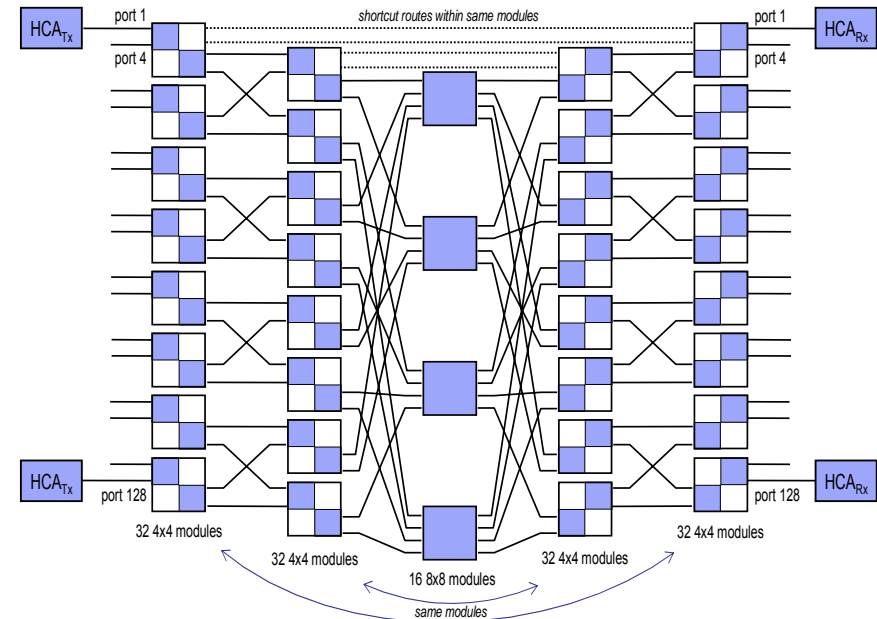 shortcut routes within same modules
HCATx
port 1
port 4
port 1
port 4
HCARx
HCATx
port 128
port 128
HCARx
32 4x4 modules
32 4x4 modules
16 8x8 modules
32 4x4 modules
32 4x4 modules
same modules